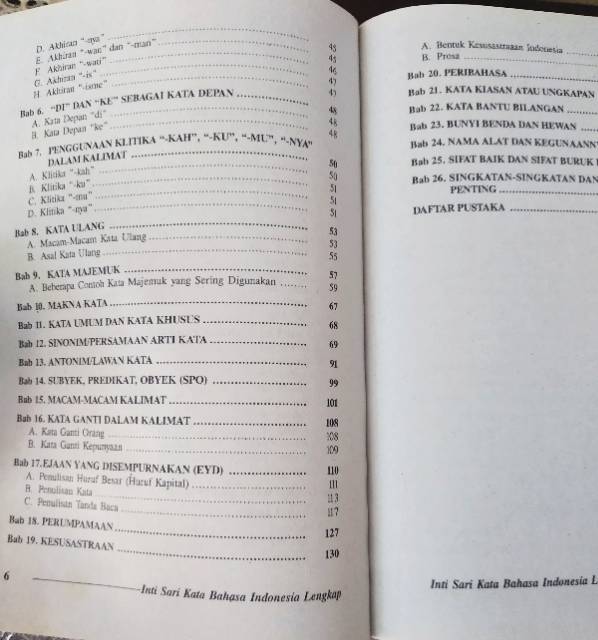 D. Akhiran "-nya" 45
E. Akhiran "-wan" dan "-man" 45
F. Akhiran "-wati" 46
G. Akhiran "-is" 47
H. Akhiran "-isme" 47
Bab 6. "DI" DAN "KE" SEBAGAI KATA DEPAN 48
A. Kata Depan "di" 48
B. Kata Depan "ke" 48
Bab 7. PENGGUNAAN KLITIKA "-KAH", "-KU", "-MU", "-NYA"
DALAM KALIMAT 50
A. Klitika "-kah" 50
B. Klitika "-ku" 51
C. Klitika "-mu" 51
D. Klitika "-nya" 51
Bab 8. KATA ULANG 53
A. Macam-Macam Kata Ulang 53
B. Asal Kata Ulang 55
Bab 9. KATA MAJEMUK 57
A. Beberapa Contoh Kata Majemuk yang Sering Digunakan 59
Bab 10. MAKNA KATA 67
Bab 11. KATA UMUM DAN KATA KHUSUS 68
Bab 12. SINONIM/PERSAMAAN ARTI KATA 69
Bab 13. ANTONIM/LAWAN KATA 91
Bab 14. SUBYEK, PREDIKAT, OBYEK (SPO) 99
Bab 15. MACAM-MACAM KALIMAT 101
Bab 16. KATA GANTI DALAM KALIMAT 108
A. Kata Ganti Orang 108
B. Kata Ganti Kepunyaan 109
Bab 17. EJAAN YANG DISEMPURNAKAN (EYD) 110
A. Penulisan Huruf Besar (Huruf Kapital) 111
B. Penulisan Kata 113
C. Penulisan Tanda Baca 117
Bab 18. PERUMPAMAAN 127
Bab 19. KESUSASTRAAN 130
6
Inti Sari Kata Bahasa Indonesia Lengkap
A. Bentuk Kesusastraaan Indonesia
B. Prosa
Bab 20. PERIBAHASA
Bab 21. KATA KIASAN ATAU UNGKAPAN
Bab 22. KATA BANTU BILANGAN
Bab 23. BUNYI BENDA DAN HEWAN
Bab 24. NAMA ALAT DAN KEGUNAANN
Bab 25. SIFAT BAIK DAN SIFAT BURUK
Bab 26. SINGKATAN-SINGKATAN DAN
PENTING
DAFTAR PUSTAKA
Inti Sari Kata Bahasa Indonesia L